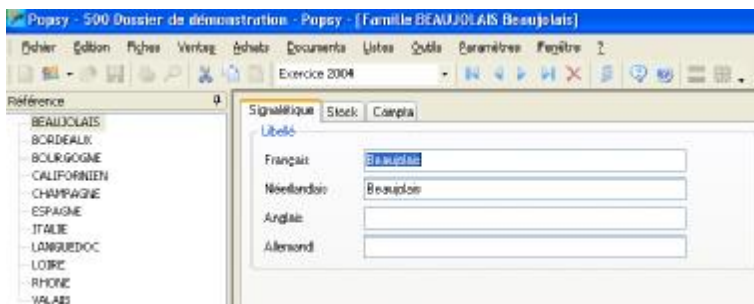 Popsy - 500 Dossier de démonstration - Popsy - [Famille BEAUJOLAIS Beaujolais]
Fichier Edition Fiches Ventes Achats Documents Listes Outils Paramètres Fenêtre ?
Exercice 2004
Référence
BEAUJOLAIS
BORDEAUX
BOURGOGNE
CALIFORNIEN
CHAMPAGNE
ESPAGNE
ITALIE
LANGUEDOC
LOIRE
RHONE
VALAIS
Signalétique Stock Compta
Libellé
Français Beaujolais
Néerlandais Beaujolais
Anglais
Allemand